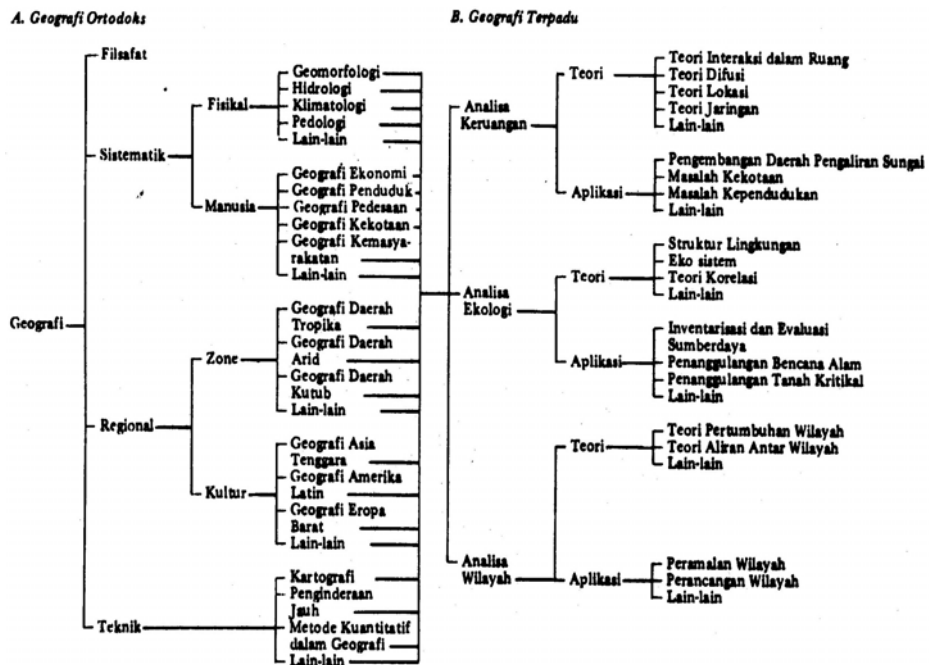 A. Geografi Ortodoks
Geografi
Filsafat
Sistematik
Fisikal
Geomorfologi
Hidrologi
Klimatologi
Pedologi
Lain-lain
Manusia
Geografi Ekonomi
Geografi Penduduk
Geografi Pedesaan
Geografi Kekotaan
Geografi Kemasya-
rakatan
Lain-lain
Regional
Zone
Geografi Daerah
Tropika
Geografi Daerah
Arid
Geografi Daerah
Kutub
Lain-lain
Kultur
Geografi Asia
Tenggara
Geografi Amerika
Latin
Geografi Eropa
Barat
Lain-lain
Teknik
Kartografi
Penginderaan
Jauh
Metode Kuantitatif
dalam Geografi
Lain-lain
B. Geografi Terpadu
Analisa
Keruangan
Teori
Teori Interaksi dalam Ruang
Teori Difusi
Teori Lokasi
Teori Jaringan
Lain-lain
Aplikasi
Pengembangan Daerah Pengaliran Sungai
Masalah Kekotaan
Masalah Kependudukan
Lain-lain
Analisa
Ekologi
Teori
Struktur Lingkungan
Eko sistem
Teori Korelasi
Lain-lain
Aplikasi
Inventarisasi dan Evaluasi
Sumberdaya
Penanggulangan Bencana Alam
Penanggulangan Tanah Kritikal
Lain-lain
Analisa
Wilayah
Teori
Teori Pertumbuhan Wilayah
Teori Aliran Antar Wilayah
Lain-lain
Aplikasi
Peramalan Wilayah
Perancangan Wilayah
Lain-lain